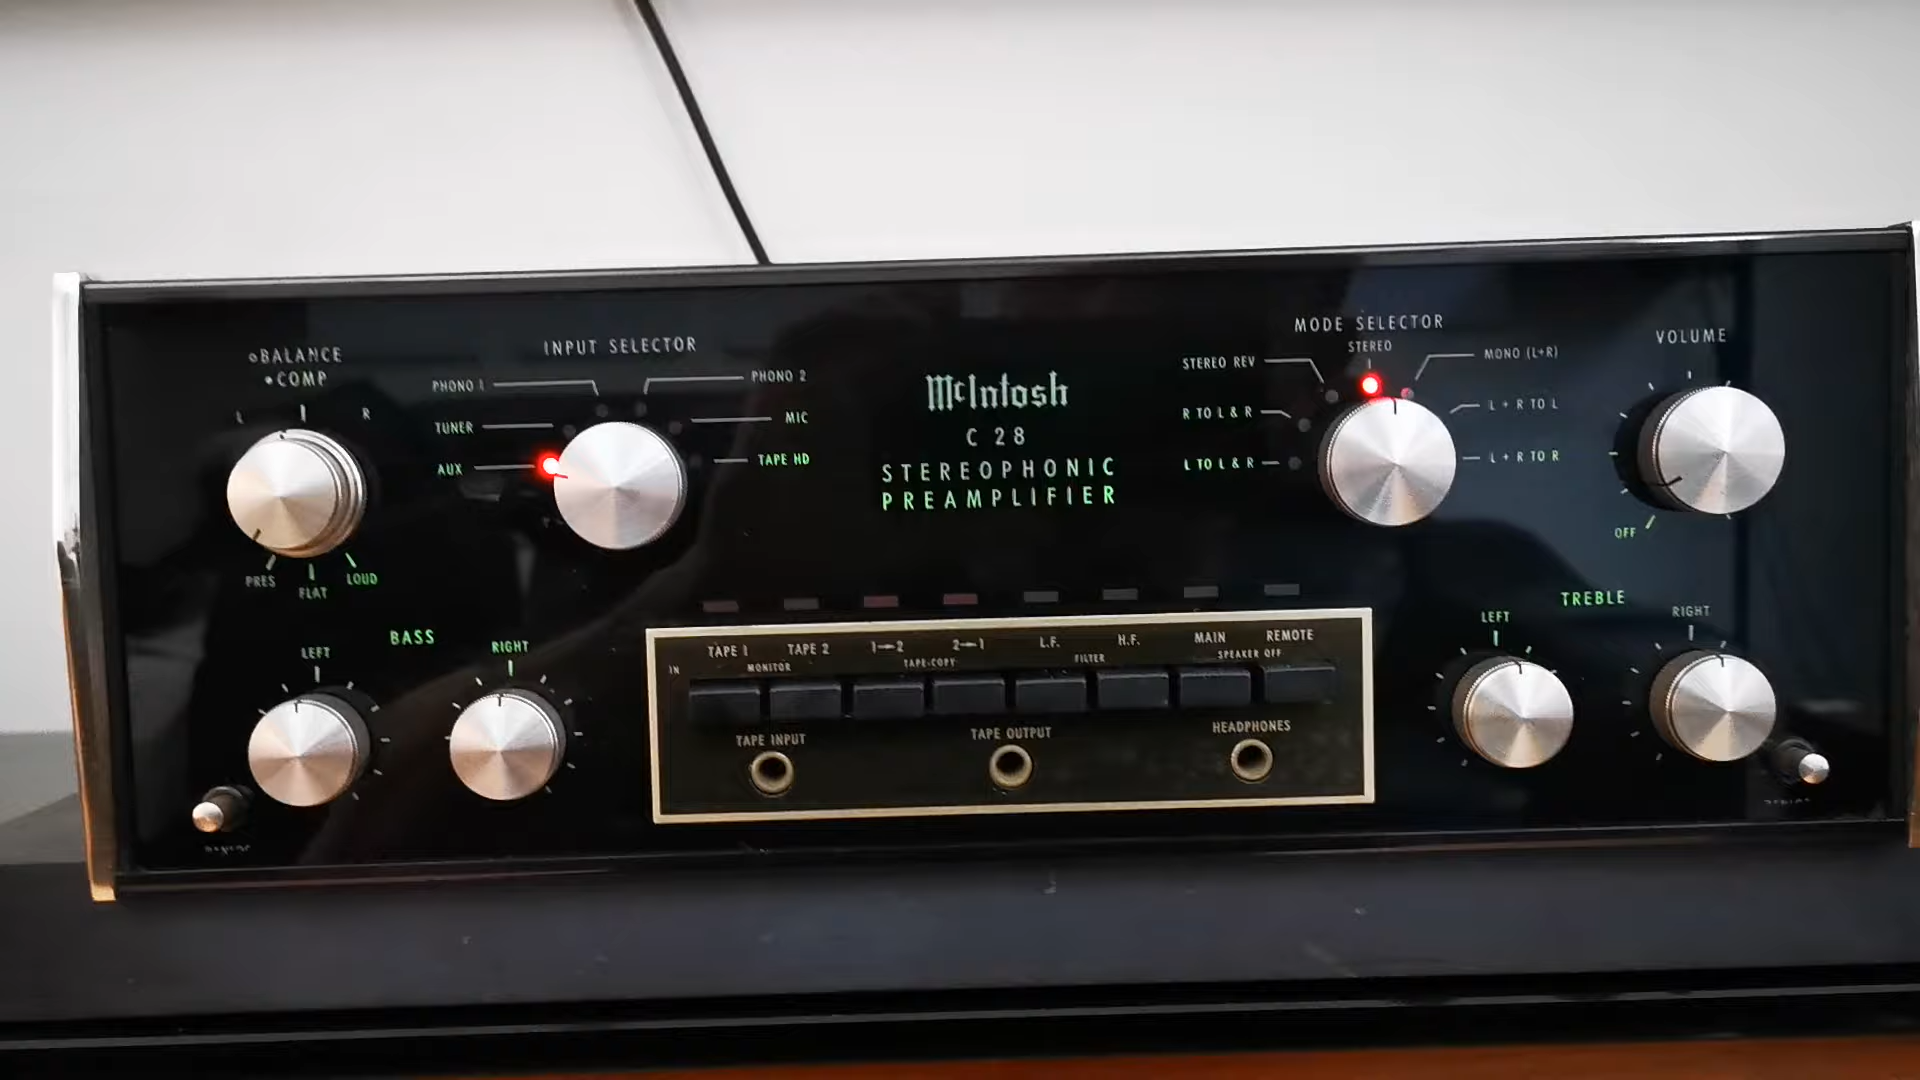 BALANCE
COMP
L
R
PRES
FLAT
LOUD
INPUT SELECTOR
PHONO 1
PHONO 2
TUNER
MIC
AUX
TAPE HD
McIntosh
C 28
STEREOPHONIC
PREAMPLIFIER
MODE SELECTOR
STEREO
STEREO REV
MONO (L+R)
R TO L & R
L + R TO L
L TO L & R
L + R TO R
VOLUME
OFF
BASS
LEFT
RIGHT
TAPE 1
TAPE 2
1→2
2→1
L.F.
H.F.
MAIN
REMOTE
IN
MONITOR
TAPE-COPY
FILTER
SPEAKER OFF
TAPE INPUT
TAPE OUTPUT
HEADPHONES
TREBLE
LEFT
RIGHT